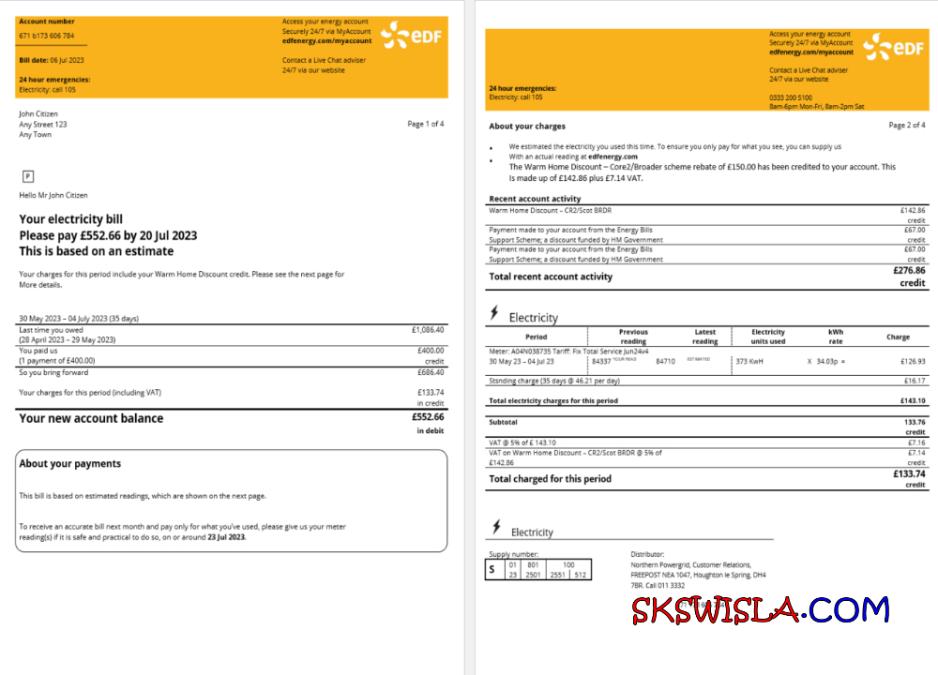 Account number
671 b173 606 784
Bill date: 06 Jul 2023
24 hour emergencies:
Electricity: call 105
Access your energy account
Securely 24/7 via MyAccount
edfenergy.com/myaccount
Contact a Live Chat adviser
24/7 via our website
eDF
John Citizen
Any Street 123
Any Town
Page 1 of 4
P
Hello Mr John Citizen
Your electricity bill
Please pay £552.66 by 20 Jul 2023
This is based on an estimate
Your charges for this period include your Warm Home Discount credit. Please see the next page for
More details.
30 May 2023 – 04 July 2023 (35 days)
Last time you owed £1,086.40
(28 April 2023 – 29 May 2023)
You paid us £400.00
(1 payment of £400.00) credit
So you bring forward £686.40
Your charges for this period (including VAT) £133.74
in credit
Your new account balance £552.66
in debit
About your payments
This bill is based on estimated readings, which are shown on the next page.
To receive an accurate bill next month and pay only for what you've used, please give us your meter
reading(s) if it is safe and practical to do so, on or around 23 Jul 2023.
24 hour emergencies:
Electricity: call 105
Access your energy account
Securely 24/7 via MyAccount
edfenergy.com/myaccount
Contact a Live Chat adviser
24/7 via our website
0333 200 5100
8am-6pm Mon-Fri, 8am-2pm Sat
eDF
About your charges
Page 2 of 4
We estimated the electricity you used this time. To ensure you only pay for what you see, you can supply us
With an actual reading at edfenergy.com
The Warm Home Discount – Core2/Broader scheme rebate of £150.00 has been credited to your account. This
Is made up of £142.86 plus £7.14 VAT.
Recent account activity
Warm Home Discount – CR2/Scot BRDR £142.86
credit
Payment made to your account from the Energy Bills £67.00
Support Scheme; a discount funded by HM Government credit
Payment made to your account from the Energy Bills £67.00
Support Scheme; a discount funded by HM Government credit
Total recent account activity £276.86
credit
Electricity
Period Previous reading Latest reading Electricity units used kWh rate Charge
Meter: A04N038735 Tariff: Fix Total Service Jun24v4
30 May 23 – 04 Jul 23 84337 YOUR READ 84710 ESTIMATED 373 KwH X 34.03p = £126.93
Standing charge (35 days @ 46.21 per day) £16.17
Total electricity charges for this period £143.10
Subtotal 133.76
credit
VAT @ 5% of £ 143.10 £7.16
VAT on Warm Home Discount – CR2/Scot BRDR @ 5% of £7.14
£142.86 credit
Total charged for this period £133.74
credit
Electricity
Supply number:
S 01 801 100
23 2501 2551 512
Distributor:
Northern Powergrid, Customer Relations,
FREEPOST NEA 1047, Houghton le Spring, DH4
7BR. Call 011 3332
SKSWISLA.COM